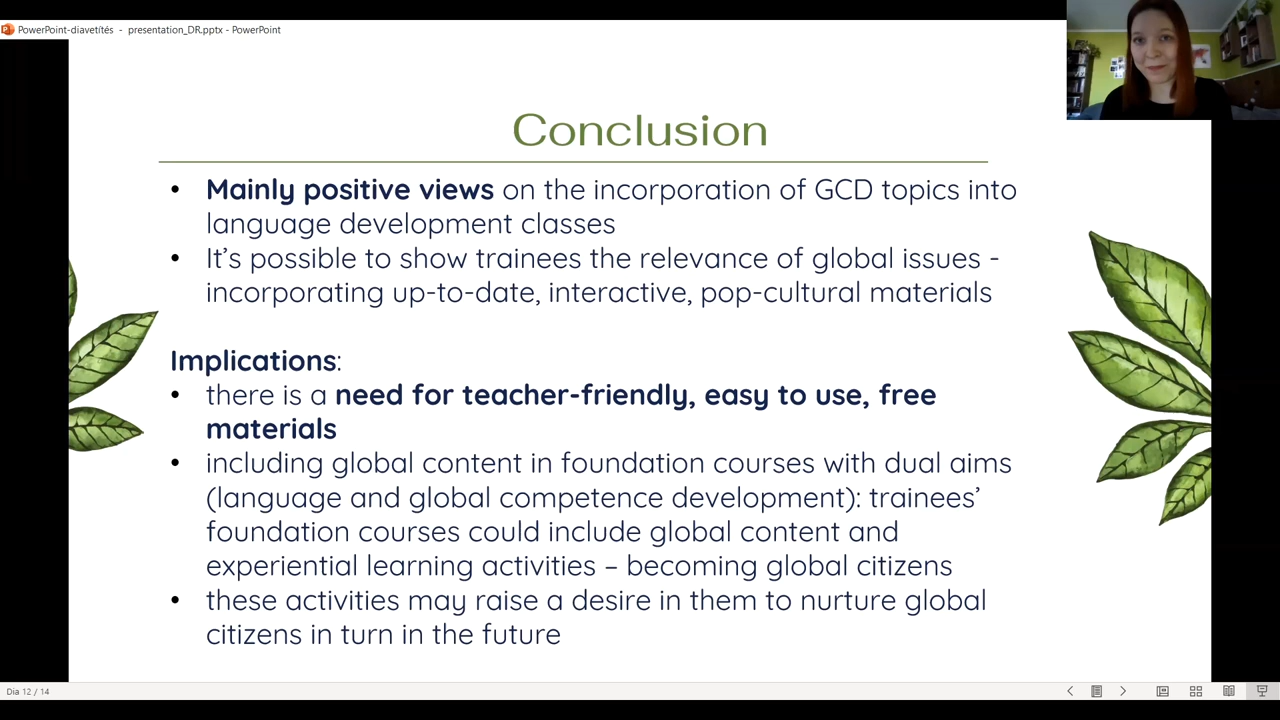 PowerPoint-diavetítés - presentation_DR.pptx - PowerPoint
Conclusion
• Mainly positive views on the incorporation of GCD topics into
language development classes
• It's possible to show trainees the relevance of global issues -
incorporating up-to-date, interactive, pop-cultural materials
Implications:
• there is a need for teacher-friendly, easy to use, free
materials
• including global content in foundation courses with dual aims
(language and global competence development): trainees'
foundation courses could include global content and
experiential learning activities – becoming global citizens
• these activities may raise a desire in them to nurture global
citizens in turn in the future
Dia 12 / 14